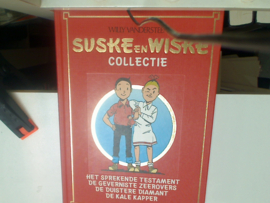 SUSKE EN WISKE
COLLECTIE
HET SPREKENDE TESTAMENT
DE GEVERNISTE ZEEROVERS
DE DUISTERE DIAMANT
DE KALE KAPPER